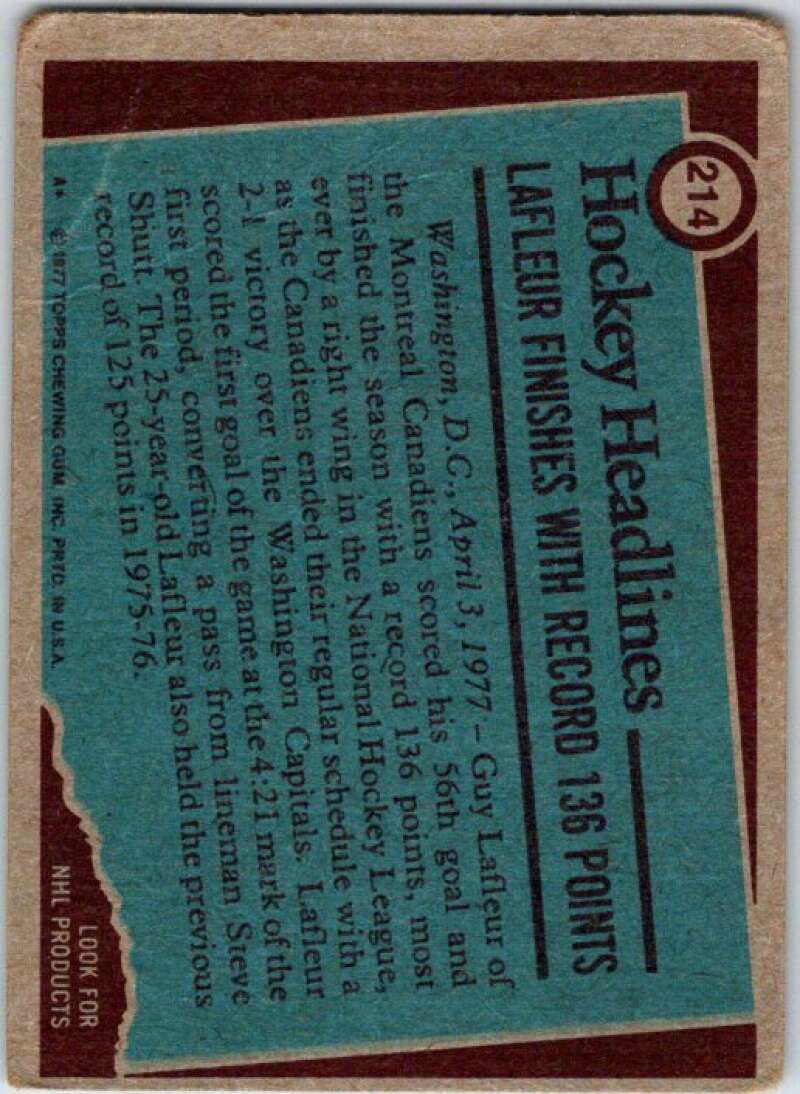 214
Hockey Headlines
LAFLEUR FINISHES WITH RECORD 136 POINTS
Washington, D.C., April 3, 1977 – Guy Lafleur of
the Montreal Canadiens scored his 56th goal and
finished the season with a record 136 points, most
ever by a right wing in the National Hockey League,
as the Canadiens ended their regular schedule with a
2-1 victory over the Washington Capitals. Lafleur
scored the first goal of the game at the 4:21 mark of the
first period, converting a pass from lineman Steve
Shutt. The 25-year-old Lafleur also held the previous
record of 125 points in 1975-76.
A* © 1977 TOPPS CHEWING GUM, INC. PRTD. IN U.S.A.
LOOK FOR
NHL PRODUCTS